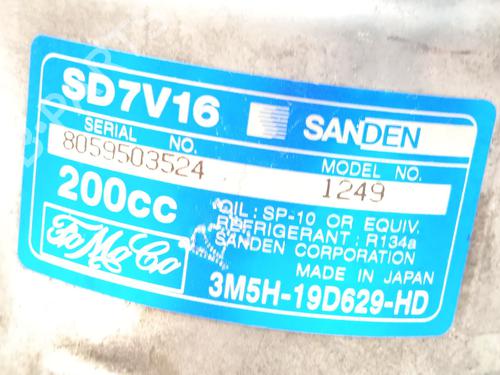 SD7V16 SANDEN
SERIAL NO.
8059503524
MODEL NO.
1249
200cc
OIL: SP-10 OR EQUIV.
REFRIGERANT: R134a
SANDEN CORPORATION
MADE IN JAPAN
FoMoCo
3M5H-19D629-HD